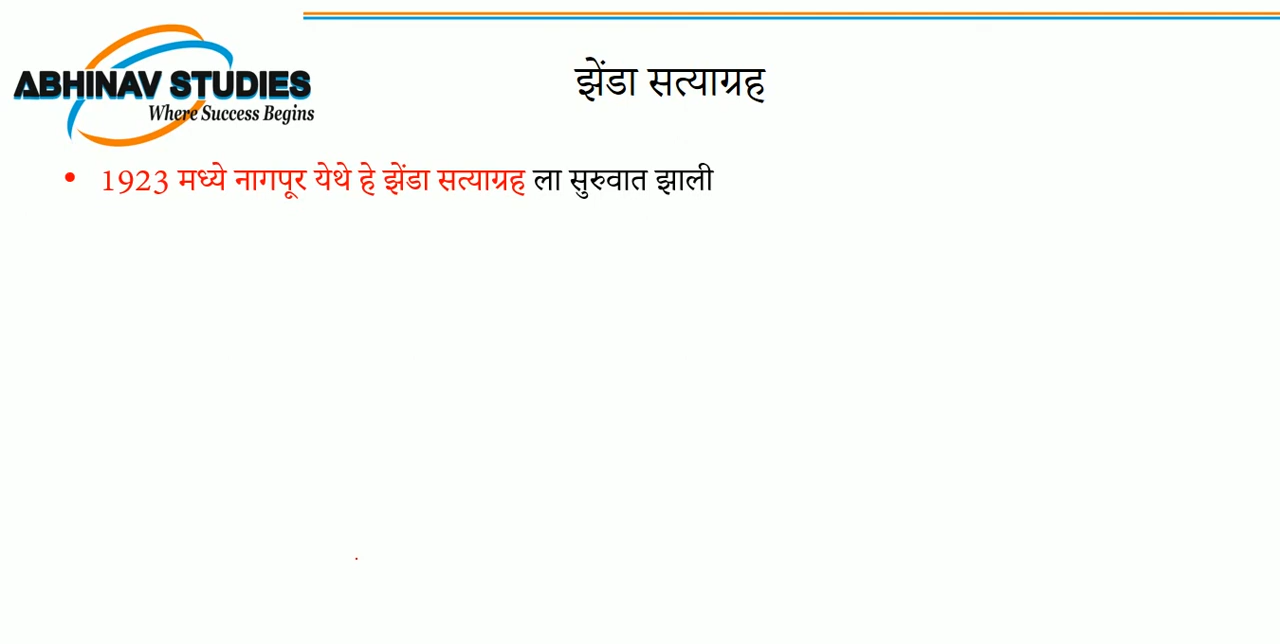 ABHINAV STUDIES
Where Success Begins
झेंडा सत्याग्रह
• 1923 मध्ये नागपूर येथे हे झेंडा सत्याग्रह ला सुरुवात झाली